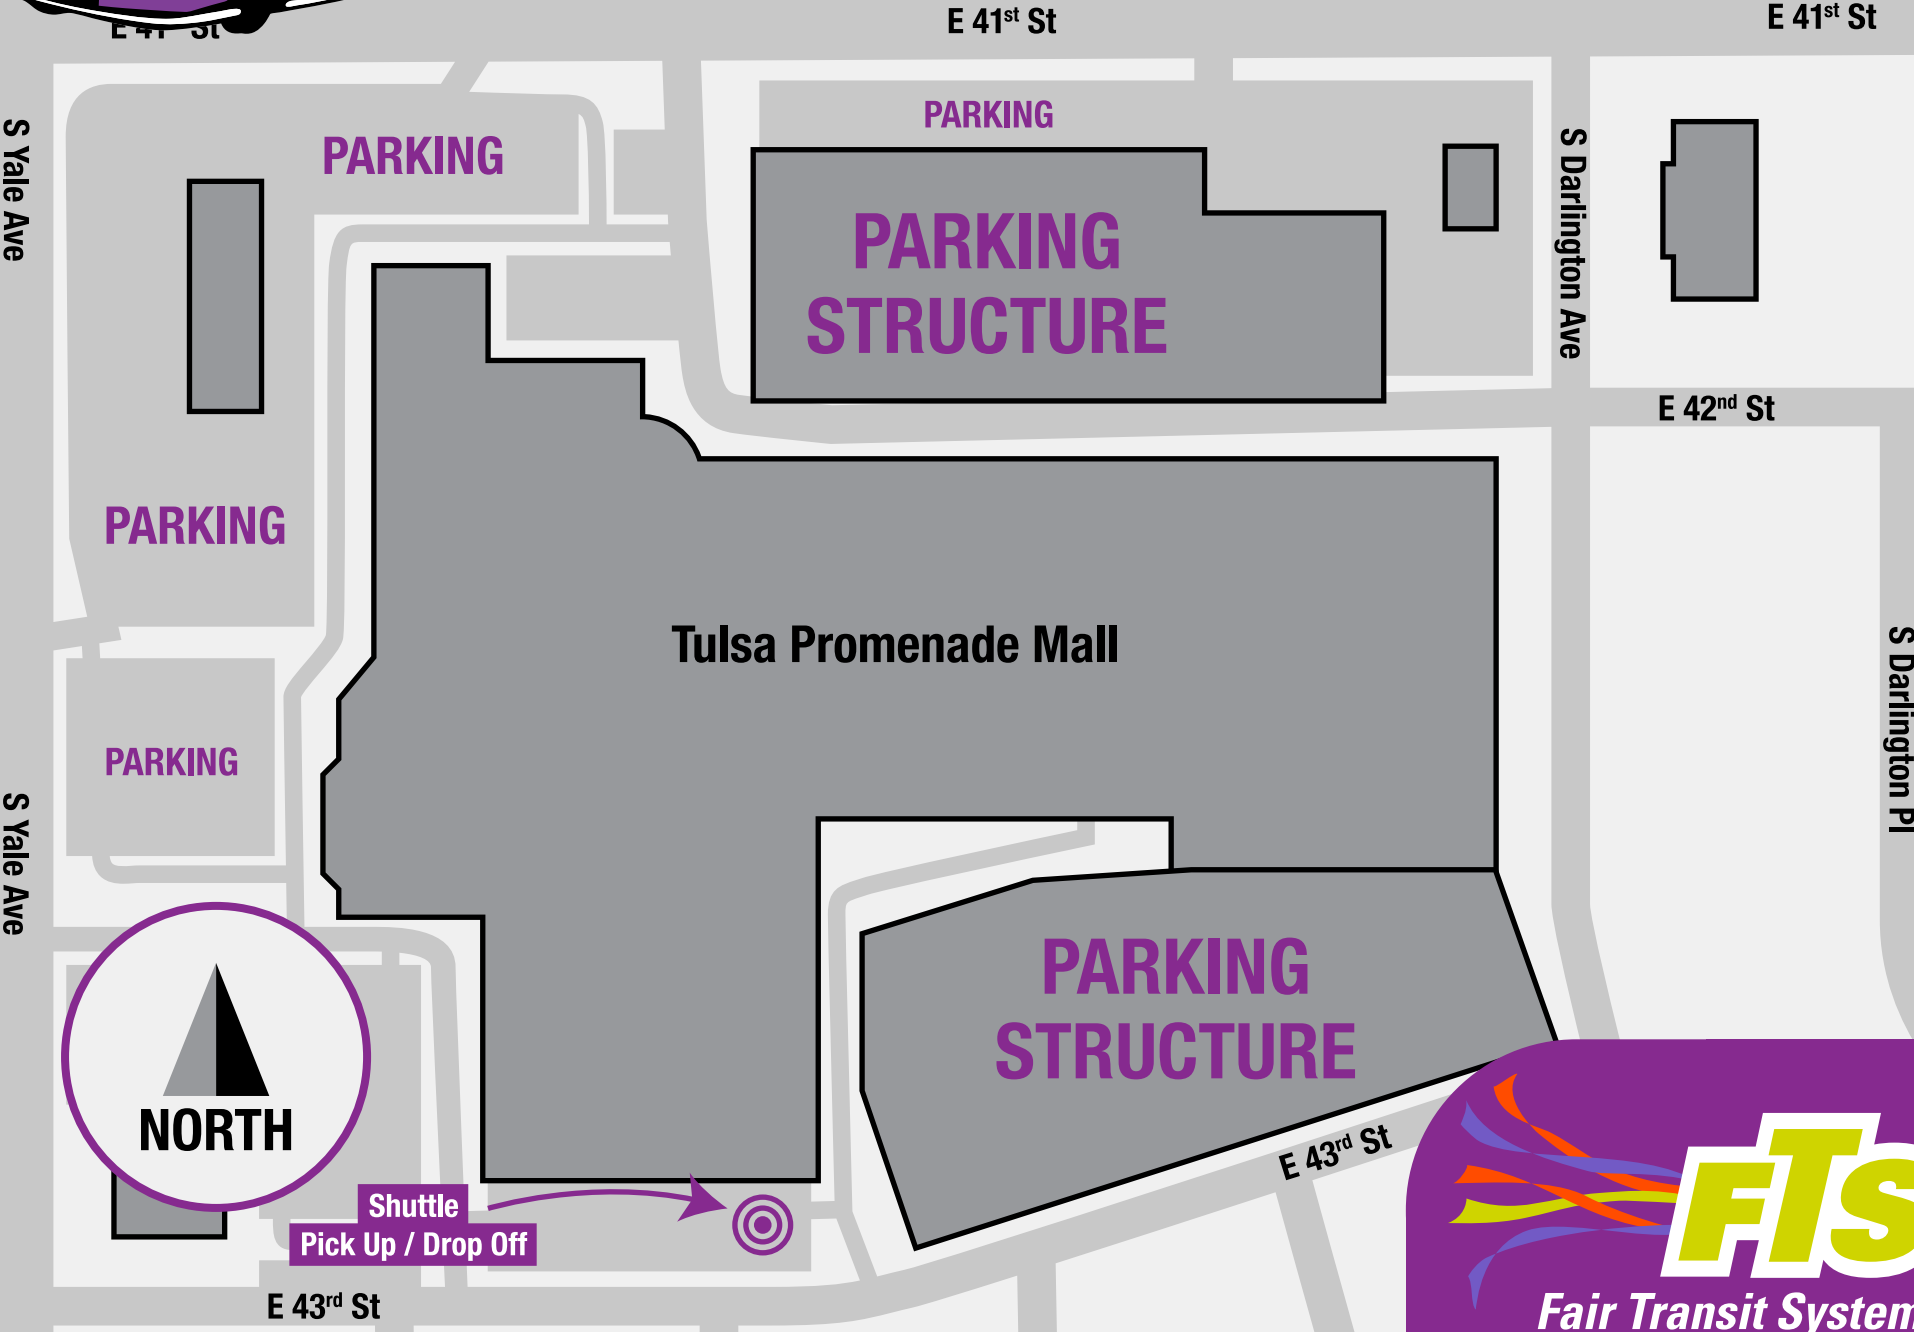 E 41st St
E 41st St
E 41st St
S Yale Ave
PARKING
PARKING
S Darlington Ave
PARKING
STRUCTURE
E 42nd St
PARKING
Tulsa Promenade Mall
S Darlington Pl
PARKING
S Yale Ave
PARKING
STRUCTURE
NORTH
E 43rd St
Shuttle
Pick Up / Drop Off
E 43rd St
FTS
Fair Transit System